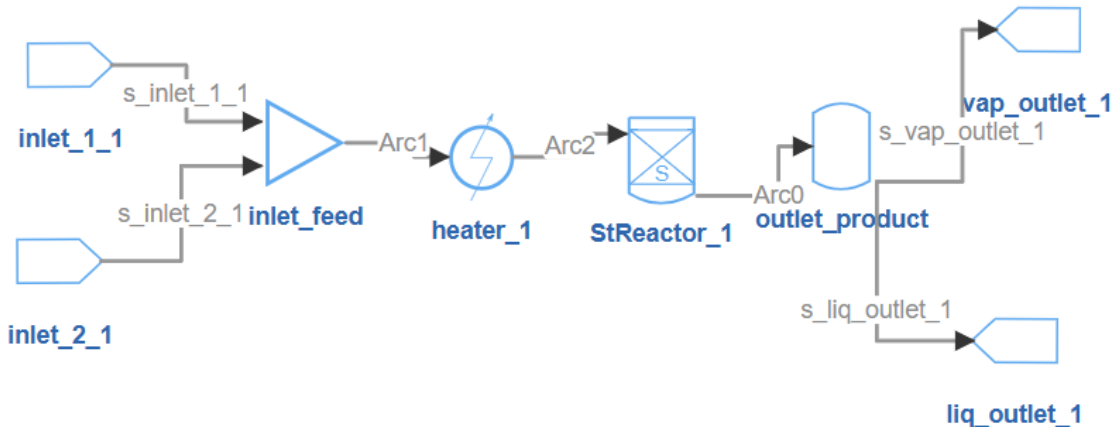 s_inlet_1_1
inlet_1_1
s_inlet_2_1
inlet_2_1
inlet_feed
Arc1
heater_1
Arc2
S
StReactor_1
Arc0
outlet_product
s_vap_outlet_1
vap_outlet_1
s_liq_outlet_1
liq_outlet_1